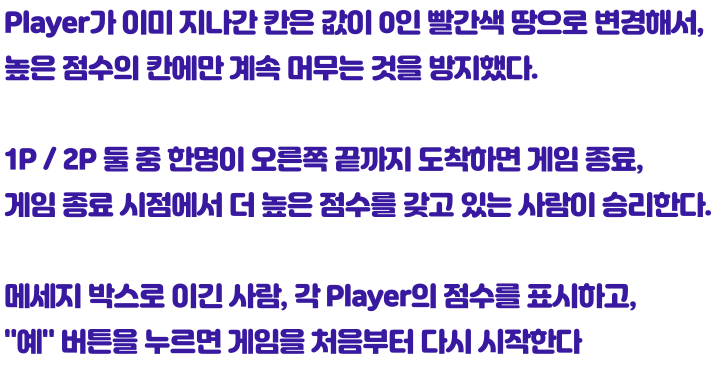 Player가 이미 지나간 칸은 값이 0인 빨간색 땅으로 변경해서,
높은 점수의 칸에만 계속 머무는 것을 방지했다.
1P / 2P 둘 중 한명이 오른쪽 끝까지 도착하면 게임 종료,
게임 종료 시점에서 더 높은 점수를 갖고 있는 사람이 승리한다.
메세지 박스로 이긴 사람, 각 Player의 점수를 표시하고,
"예" 버튼을 누르면 게임을 처음부터 다시 시작한다